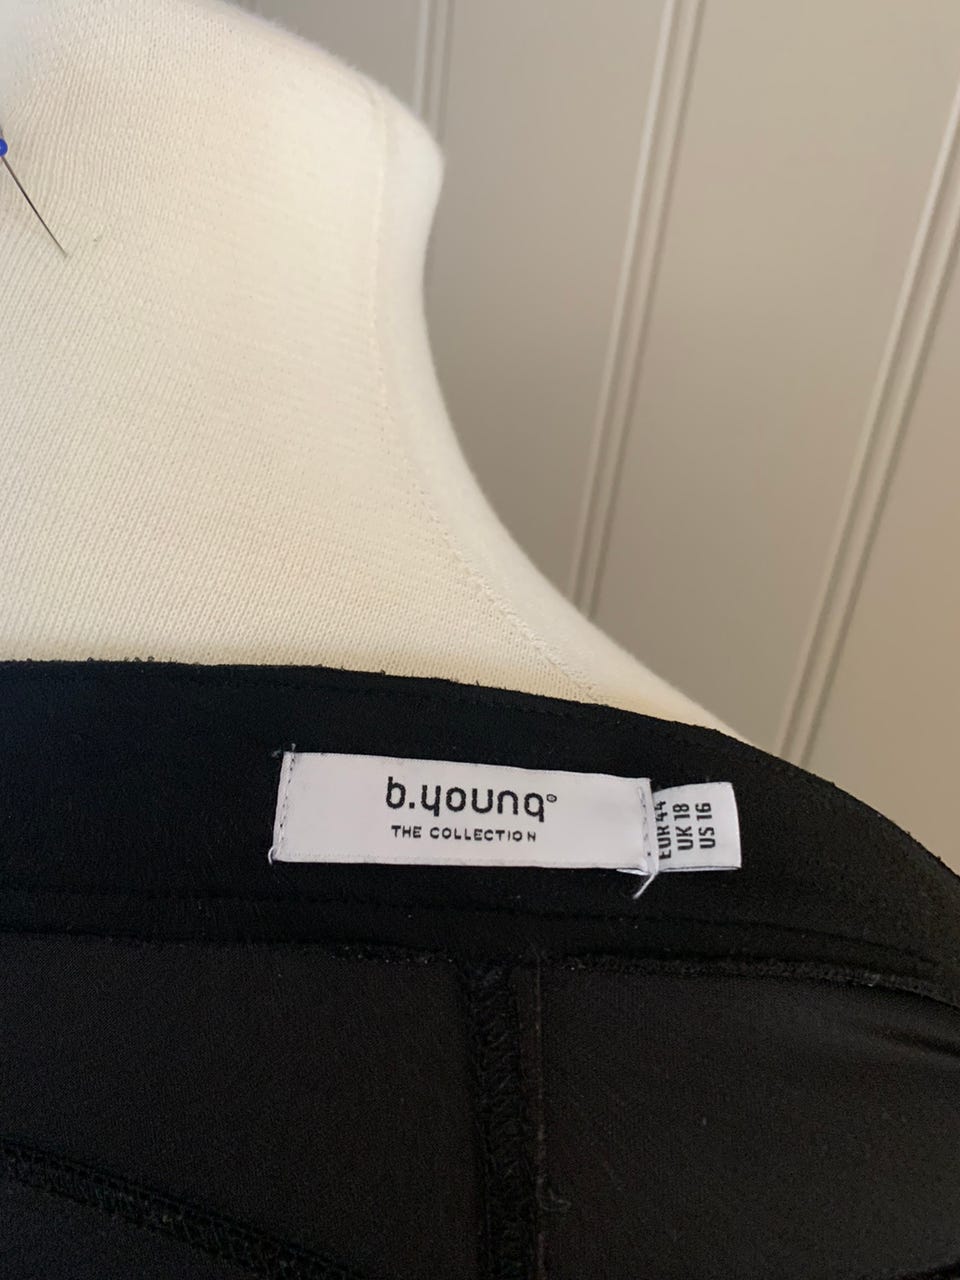 b.young®
THE COLLECTION
EUR 44
UK 18
US 16